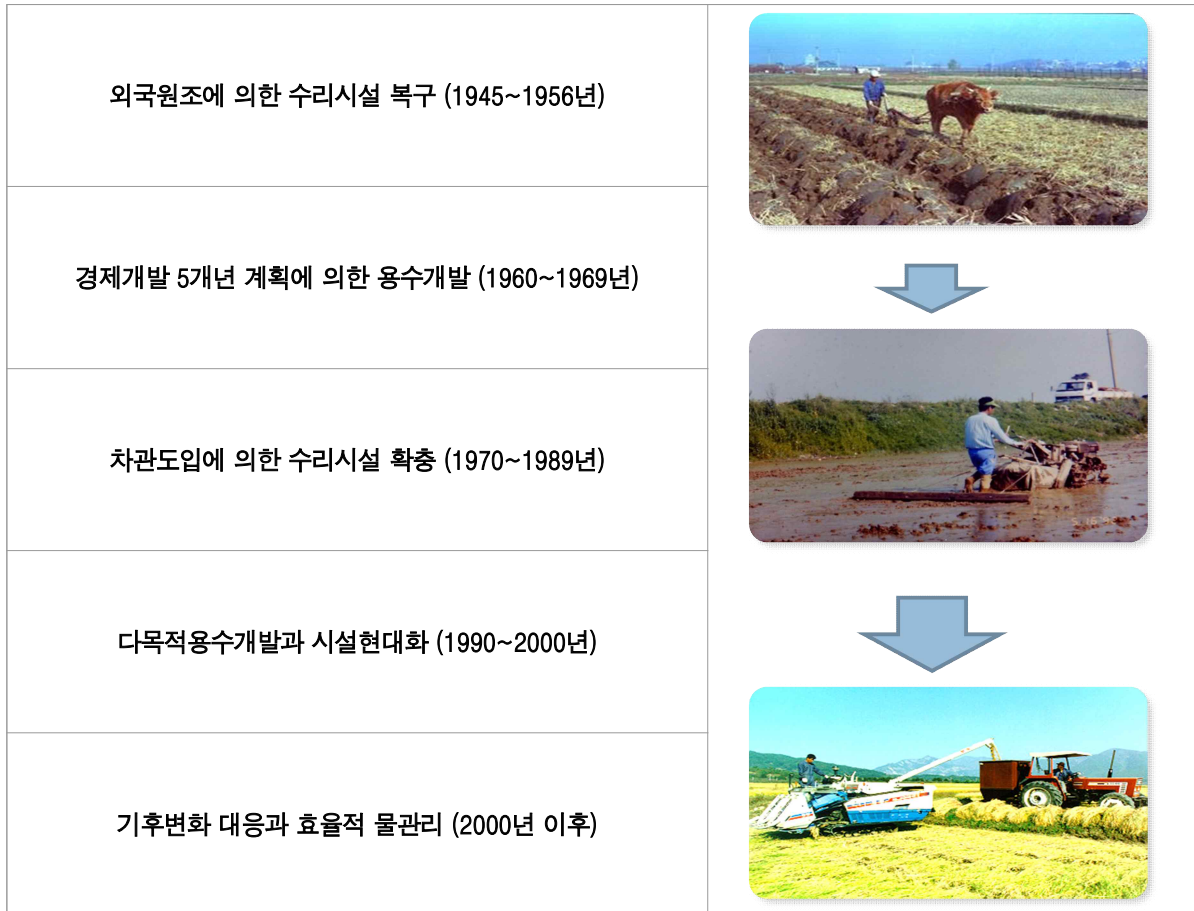 외국원조에 의한 수리시설 복구 (1945~1956년)
경제개발 5개년 계획에 의한 용수개발 (1960~1969년)
차관도입에 의한 수리시설 확충 (1970~1989년)
다목적용수개발과 시설현대화 (1990~2000년)
기후변화 대응과 효율적 물관리 (2000년 이후)